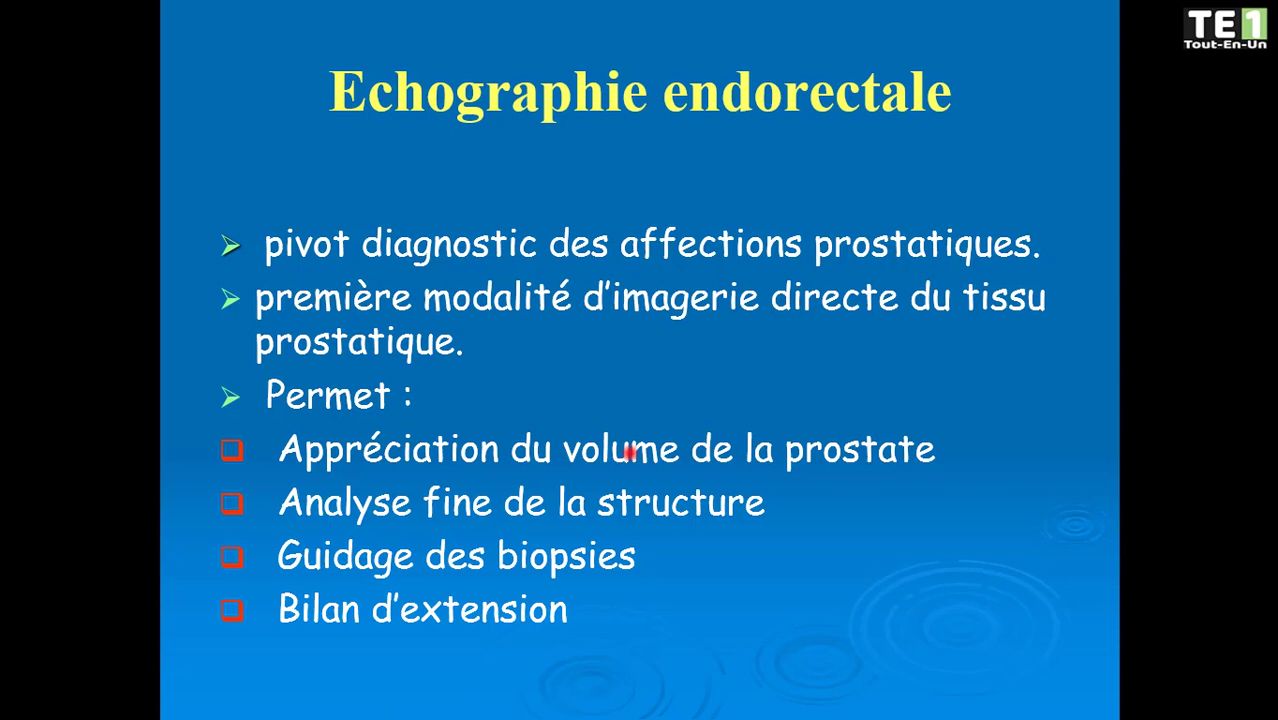 TE1
Tout-En-Un
Echographie endorectale
pivot diagnostic des affections prostatiques.
première modalité d’imagerie directe du tissu
prostatique.
Permet :
Appréciation du volume de la prostate
Analyse fine de la structure
Guidage des biopsies
Bilan d’extension